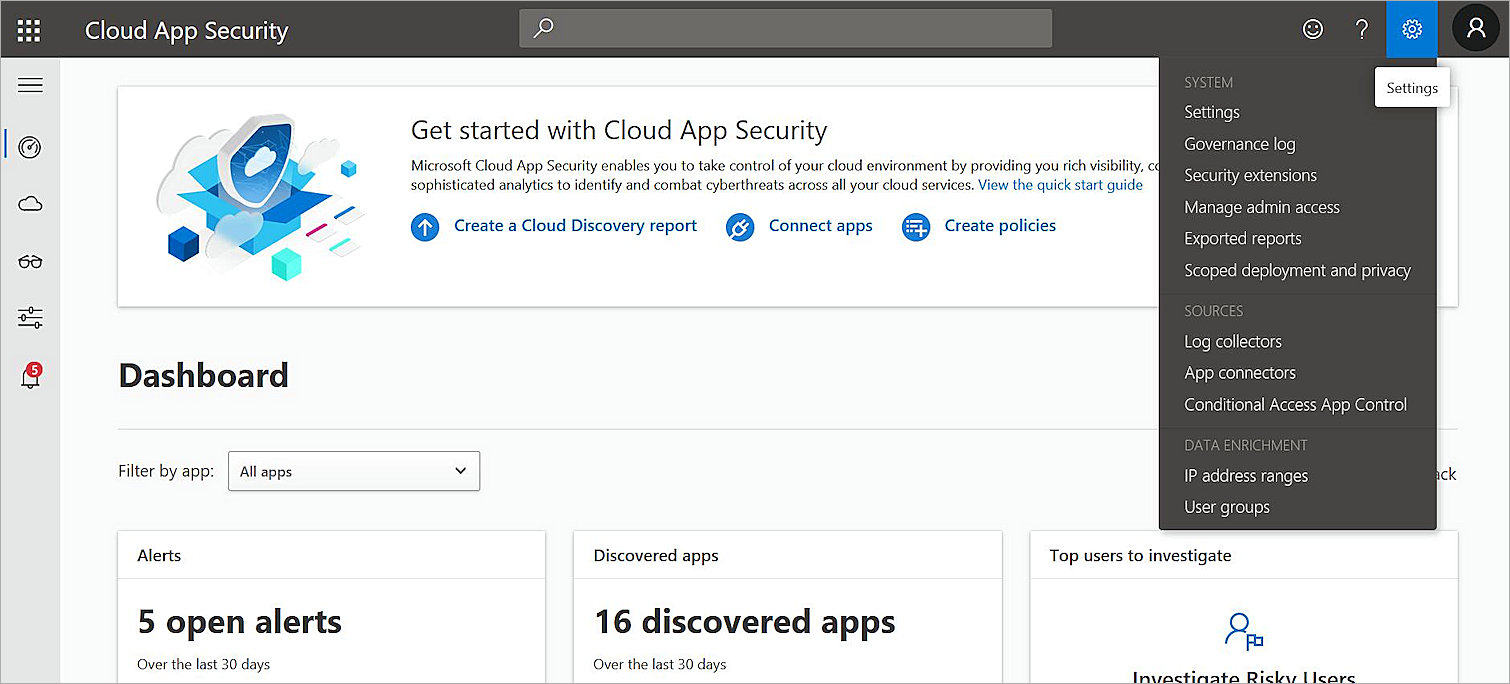 Cloud App Security
?
Settings
SYSTEM
Settings
Governance log
Security extensions
Manage admin access
Exported reports
Scoped deployment and privacy
SOURCES
Log collectors
App connectors
Conditional Access App Control
DATA ENRICHMENT
IP address ranges
User groups
5
Get started with Cloud App Security
Microsoft Cloud App Security enables you to take control of your cloud environment by providing you rich visibility,
sophisticated analytics to identify and combat cyberthreats across all your cloud services. View the quick start guide
Create a Cloud Discovery report Connect apps Create policies
Dashboard
Filter by app: All apps
Alerts
5 open alerts
Over the last 30 days
Discovered apps
16 discovered apps
Over the last 30 days
Top users to investigate
Investigate Risky Users